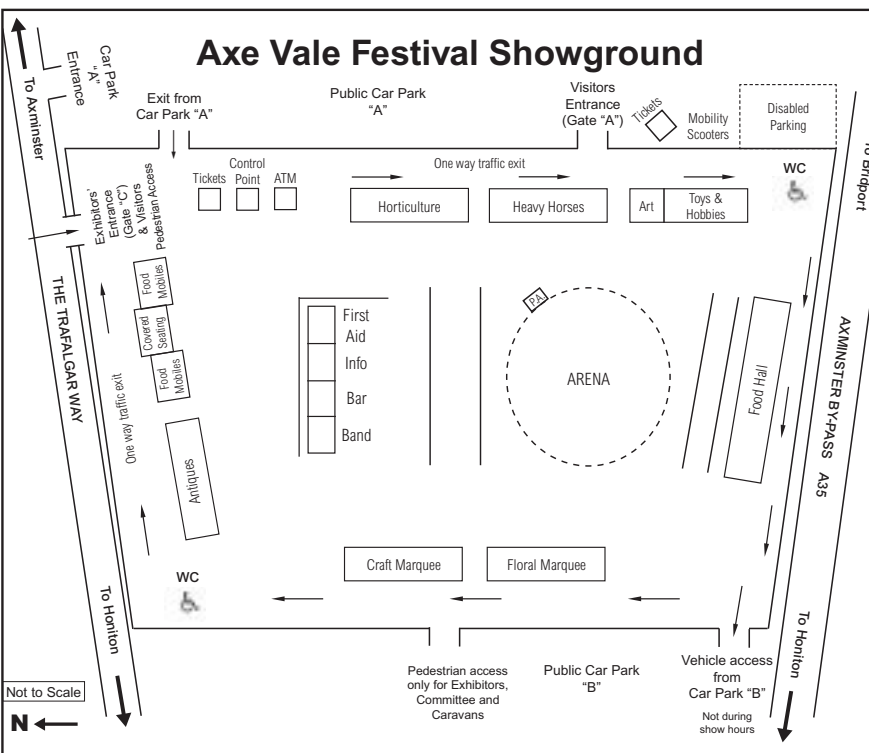 Axe Vale Festival Showground
To Axminster
Car Park
"A"
Entrance
Exit from
Car Park "A"
Public Car Park
"A"
Visitors
Entrance
(Gate "A")
Tickets
Mobility
Scooters
Disabled
Parking
To Bridport
Exhibitors'
Entrance
(Gate "C")
& Visitors
Pedestrian Access
Tickets
Control
Point
ATM
One way traffic exit
WC
Horticulture
Heavy Horses
Art
Toys &
Hobbies
THE TRAFALGAR WAY
One way traffic exit
Food
Mobiles
Covered
Seating
Food
Mobiles
Antiques
First
Aid
Info
Bar
Band
P.A.
ARENA
Food Hall
AXMINSTER BY-PASS A35
WC
Craft Marquee
Floral Marquee
To Honiton
To Honiton
Pedestrian access
only for Exhibitors,
Committee and
Caravans
Public Car Park
"B"
Vehicle access
from
Car Park "B"
Not during
show hours
Not to Scale
N